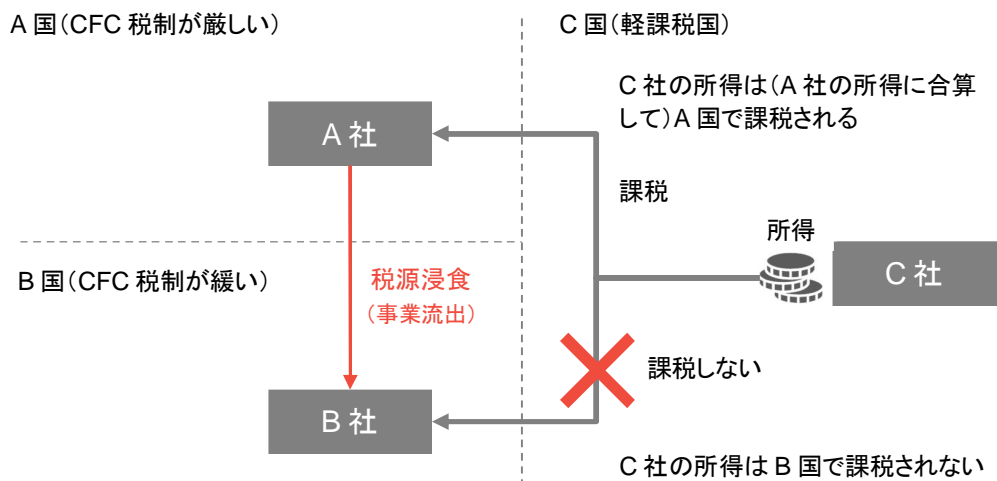 A 国(CFC 税制が厳しい)
C 国(軽課税国)
C 社の所得は(A 社の所得に合算
して)A 国で課税される
A 社
課税
所得
C 社
B 国(CFC 税制が緩い)
税源浸食
(事業流出)
課税しない
B 社
C 社の所得は B 国で課税されない